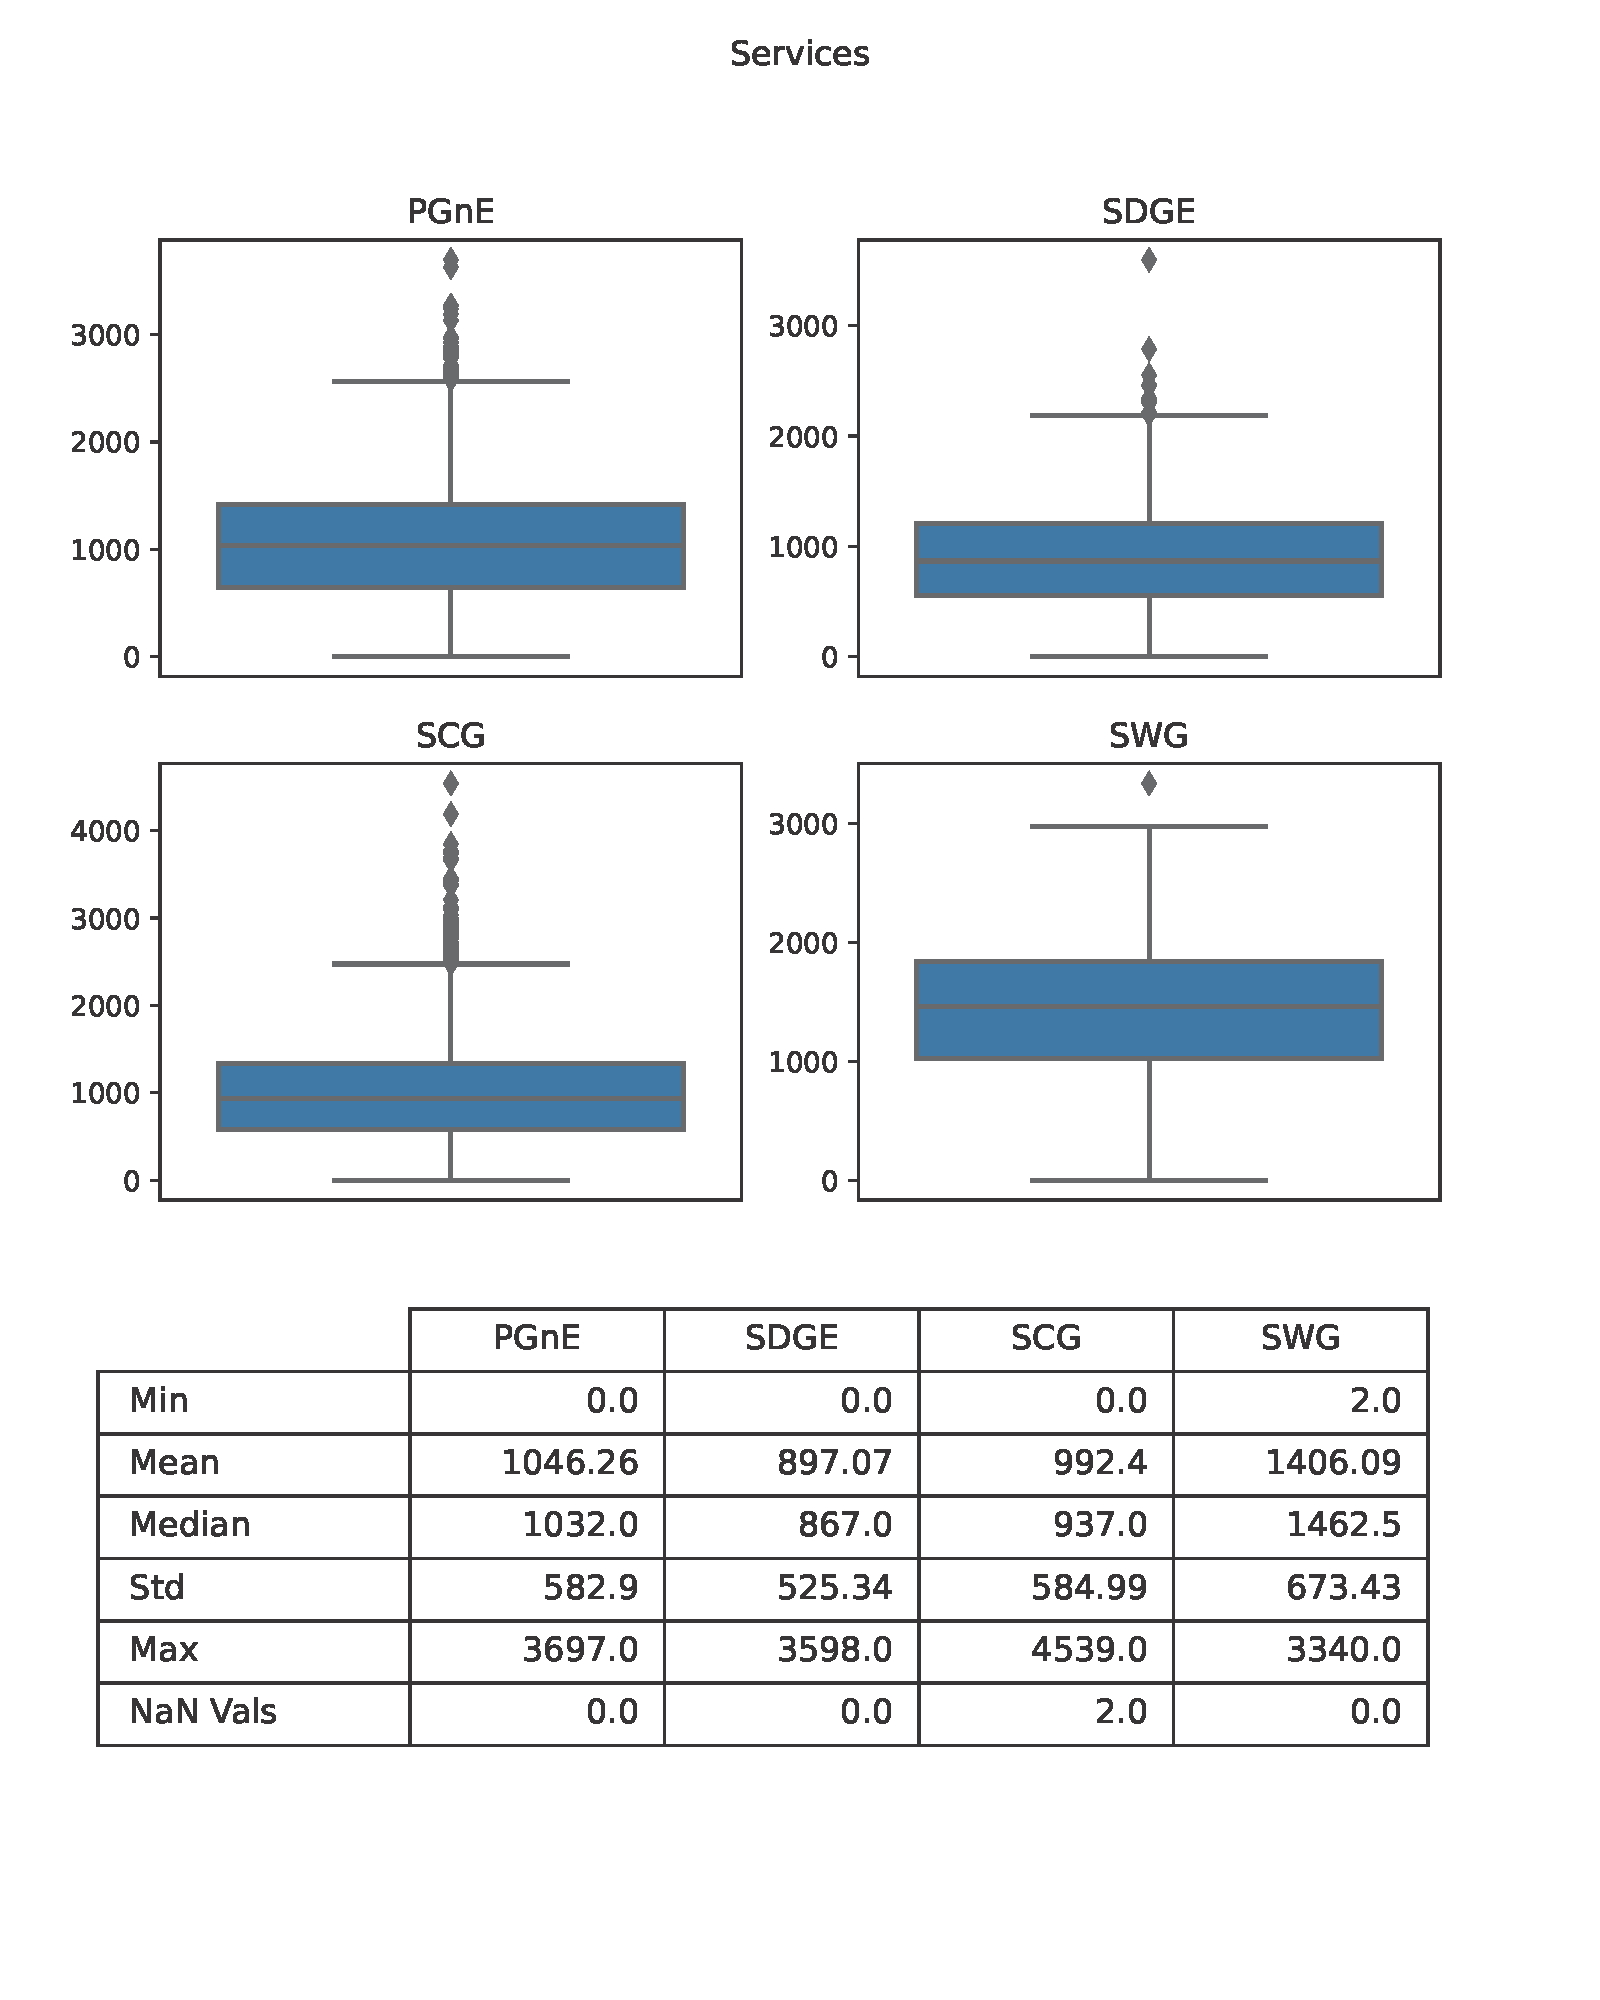 Services
PGnE
3000
2000
1000
0
SDGE
3000
2000
1000
0
SCG
4000
3000
2000
1000
0
SWG
3000
2000
1000
0
PGnE SDGE SCG SWG
Min 0.0 0.0 0.0 2.0
Mean 1046.26 897.07 992.4 1406.09
Median 1032.0 867.0 937.0 1462.5
Std 582.9 525.34 584.99 673.43
Max 3697.0 3598.0 4539.0 3340.0
NaN Vals 0.0 0.0 2.0 0.0